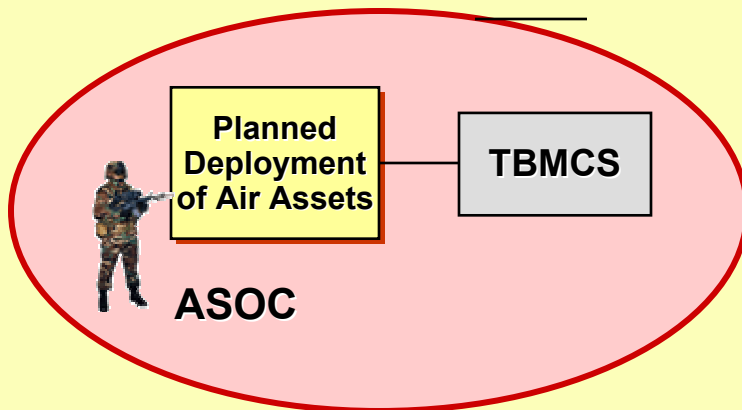 Planned
Deployment
of Air Assets
TBMCS
ASOC